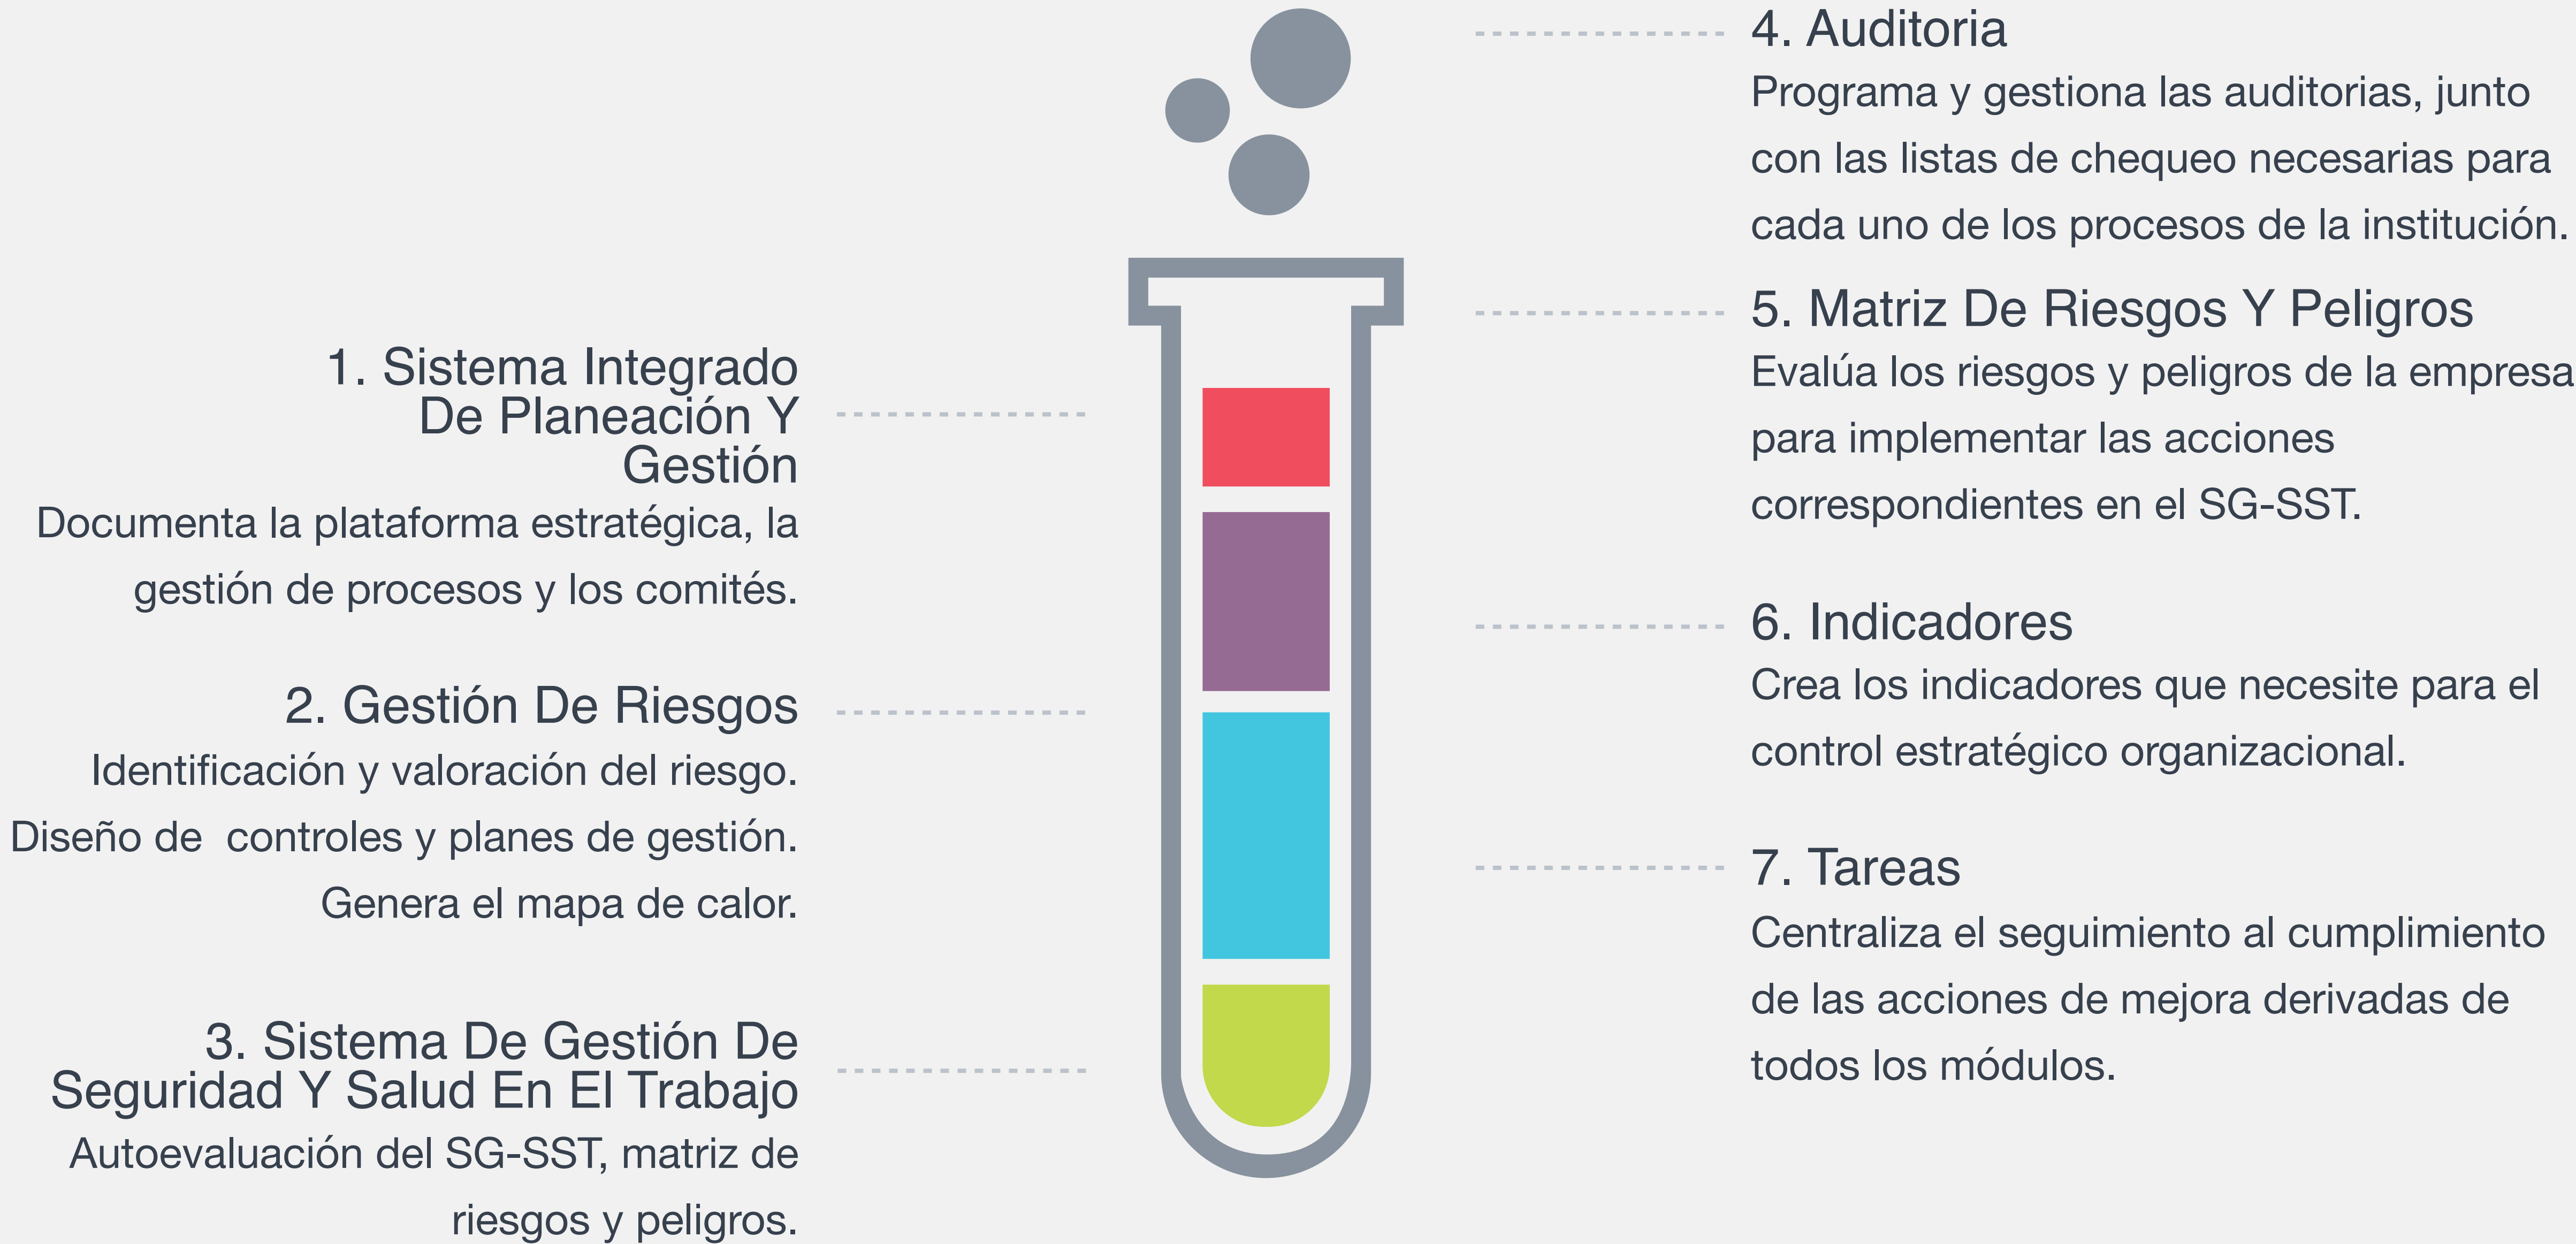 1. Sistema Integrado
De Planeación Y
Gestión
Documenta la plataforma estratégica, la
gestión de procesos y los comités.
2. Gestión De Riesgos
Identificación y valoración del riesgo.
Diseño de  controles y planes de gestión.
Genera el mapa de calor.
3. Sistema De Gestión De
Seguridad Y Salud En El Trabajo
Autoevaluación del SG-SST, matriz de
riesgos y peligros.
4. Auditoria
Programa y gestiona las auditorias, junto
con las listas de chequeo necesarias para
cada uno de los procesos de la institución.
5. Matriz De Riesgos Y Peligros
Evalúa los riesgos y peligros de la empresa
para implementar las acciones
correspondientes en el SG-SST.
6. Indicadores
Crea los indicadores que necesite para el
control estratégico organizacional.
7. Tareas
Centraliza el seguimiento al cumplimiento
de las acciones de mejora derivadas de
todos los módulos.